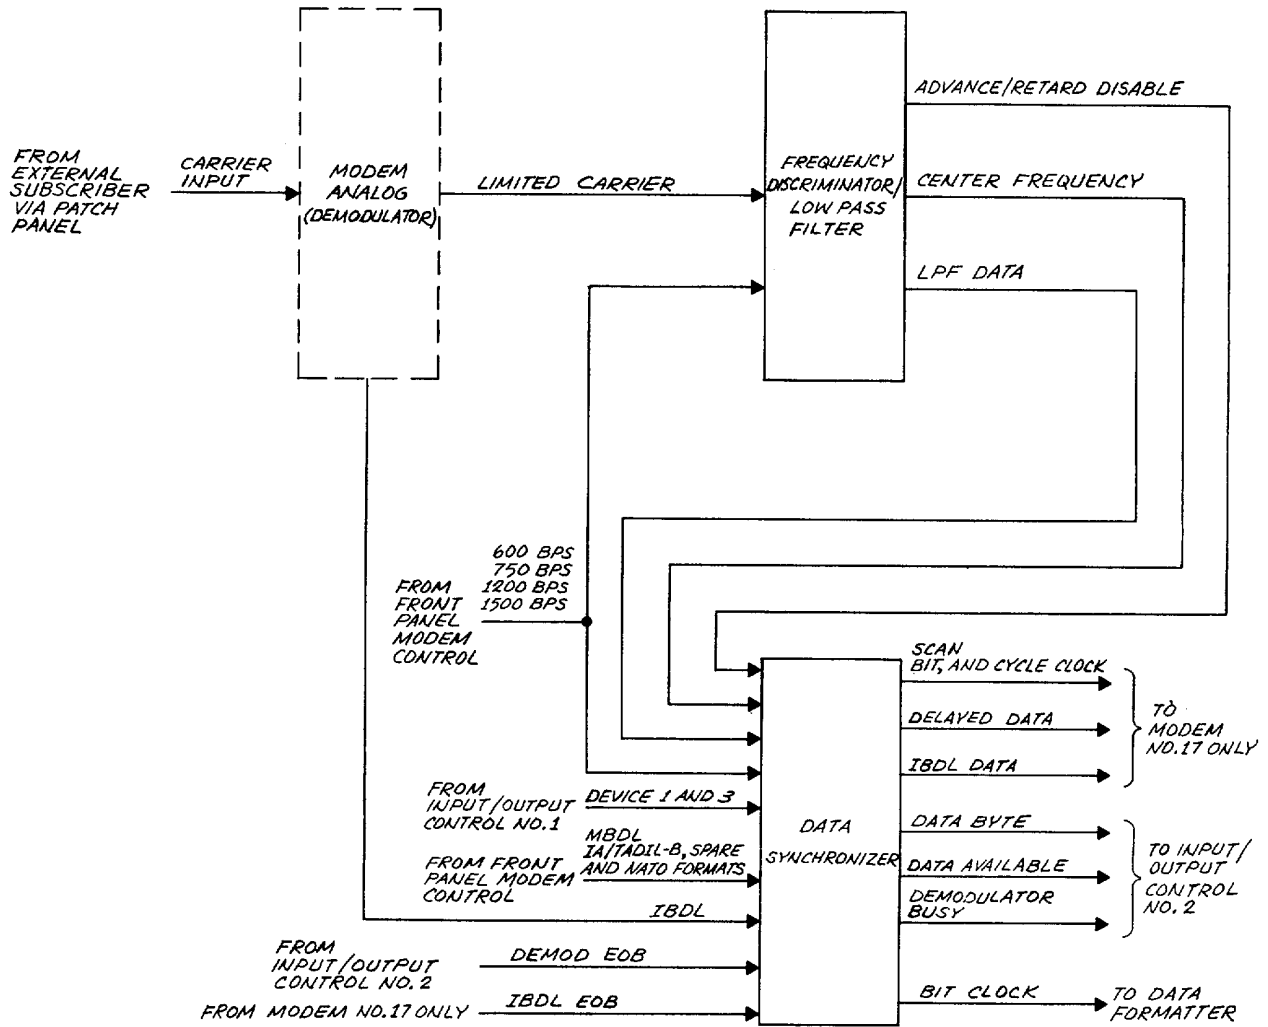 ADVANCE/RETARD DISABLE
FROM
EXTERNAL
SUBSCRIBER
VIA PATCH
PANEL
CARRIER
INPUT
MODEM
ANALOG
(DEMODULATOR)
LIMITED CARRIER
FREQUENCY
DISCRIMINATOR/
LOW PASS
FILTER
CENTER FREQUENCY
LPF DATA
600 BPS
750 BPS
1200 BPS
1500 BPS
FROM
FRONT
PANEL
MODEM
CONTROL
SCAN
BIT, AND CYCLE CLOCK
DELAYED DATA
IBDL DATA
TO
MODEM
NO.17 ONLY
FROM
INPUT/OUTPUT
CONTROL NO.1
DEVICE 1 AND 3
MBDL
IA/TADIL-B, SPARE
AND NATO FORMATS
FROM FRONT
PANEL MODEM
CONTROL
IBDL
DATA
SYNCHRONIZER
DATA BYTE
DATA AVAILABLE
DEMODULATOR
BUSY
TO INPUT/
OUTPUT
CONTROL
NO.2
FROM
INPUT/OUTPUT
CONTROL NO.2
DEMOD EOB
FROM MODEM NO.17 ONLY
IBDL EOB
BIT CLOCK
TO DATA
FORMATTER